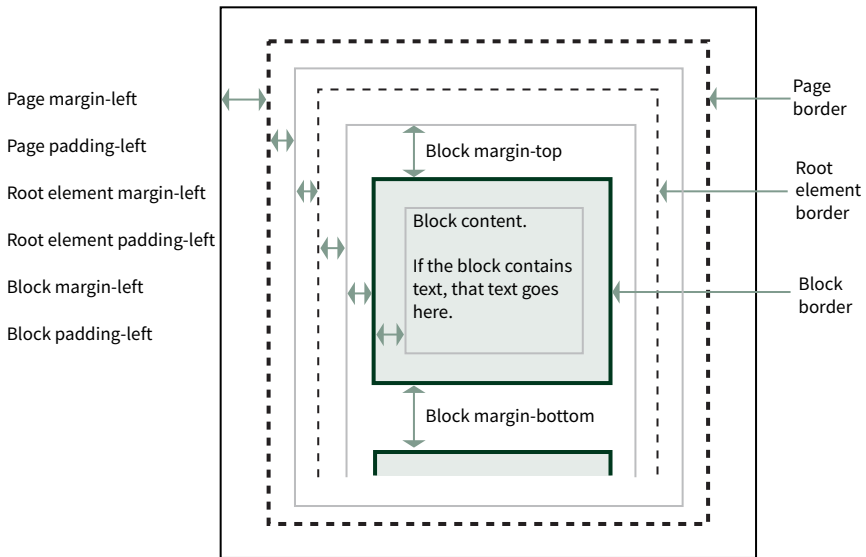 Page margin-left
Page padding-left
Root element margin-left
Root element padding-left
Block margin-left
Block padding-left
Block margin-top
Block content.
If the block contains
text, that text goes
here.
Block margin-bottom
Page
border
Root
element
border
Block
border